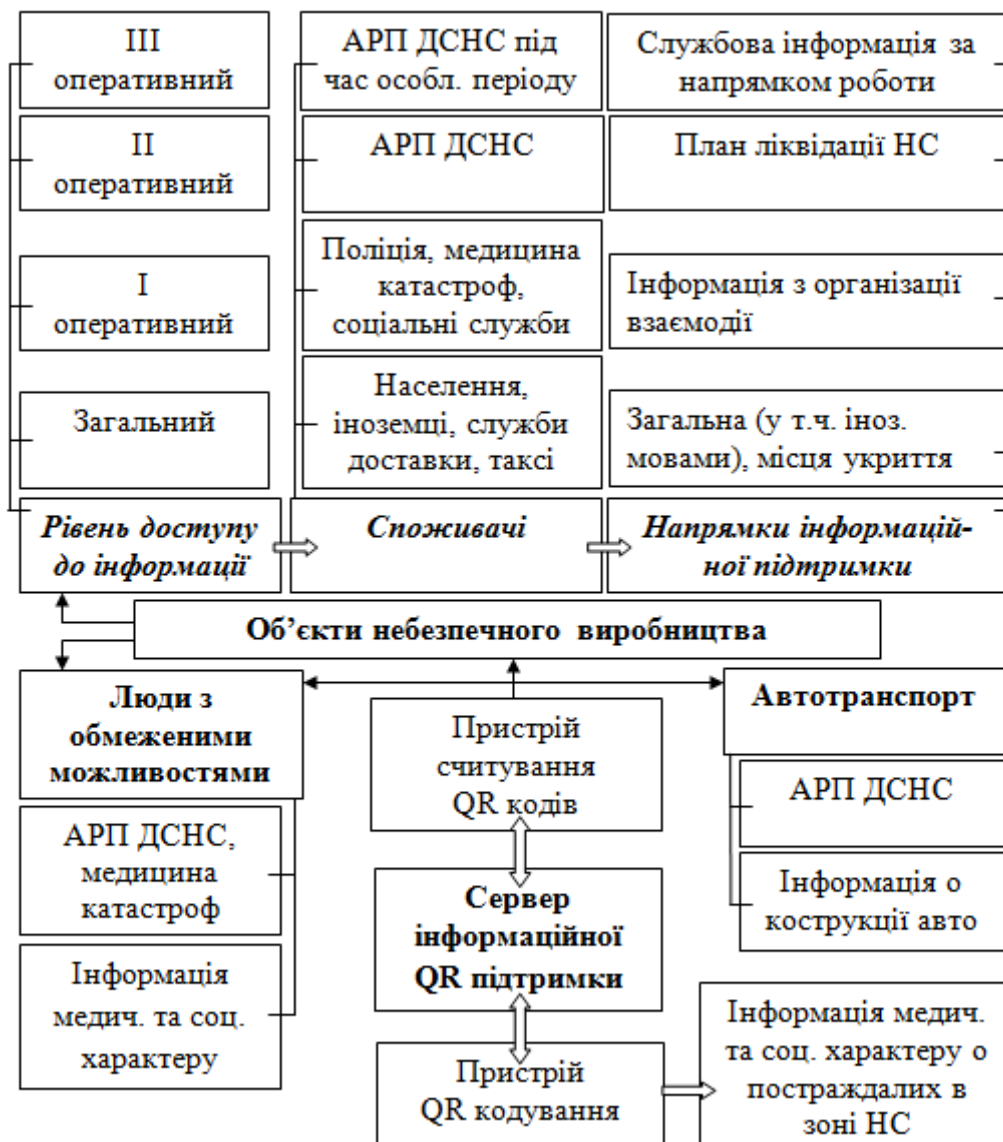 III
оперативний
АРП ДСНС під
час особл. періоду
Службова інформація за
напрямком роботи
II
оперативний
АРП ДСНС
План ліквідації НС
I
оперативний
Поліція, медицина
катастроф,
соціальні служби
Інформація з організації
взаємодії
Загальний
Населення,
іноземці, служби
доставки, таксі
Загальна (у т.ч. іноз.
мовами), місця укриття
Рівень доступу
до інформації
Споживачі
Напрямки інформацій-
ної підтримки
Об’єкти небезпечного виробництва
Люди з
обмеженими
можливостями
Пристрій
считування
QR кодів
Автотранспорт
АРП ДСНС
АРП ДСНС,
медицина
катастроф
Сервер
інформаційної
QR підтримки
Інформація о
кострукції авто
Інформація
медич. та соц.
характеру
Пристрій
QR кодування
Інформація медич.
та соц. характеру о
постраждалих в
зоні НС